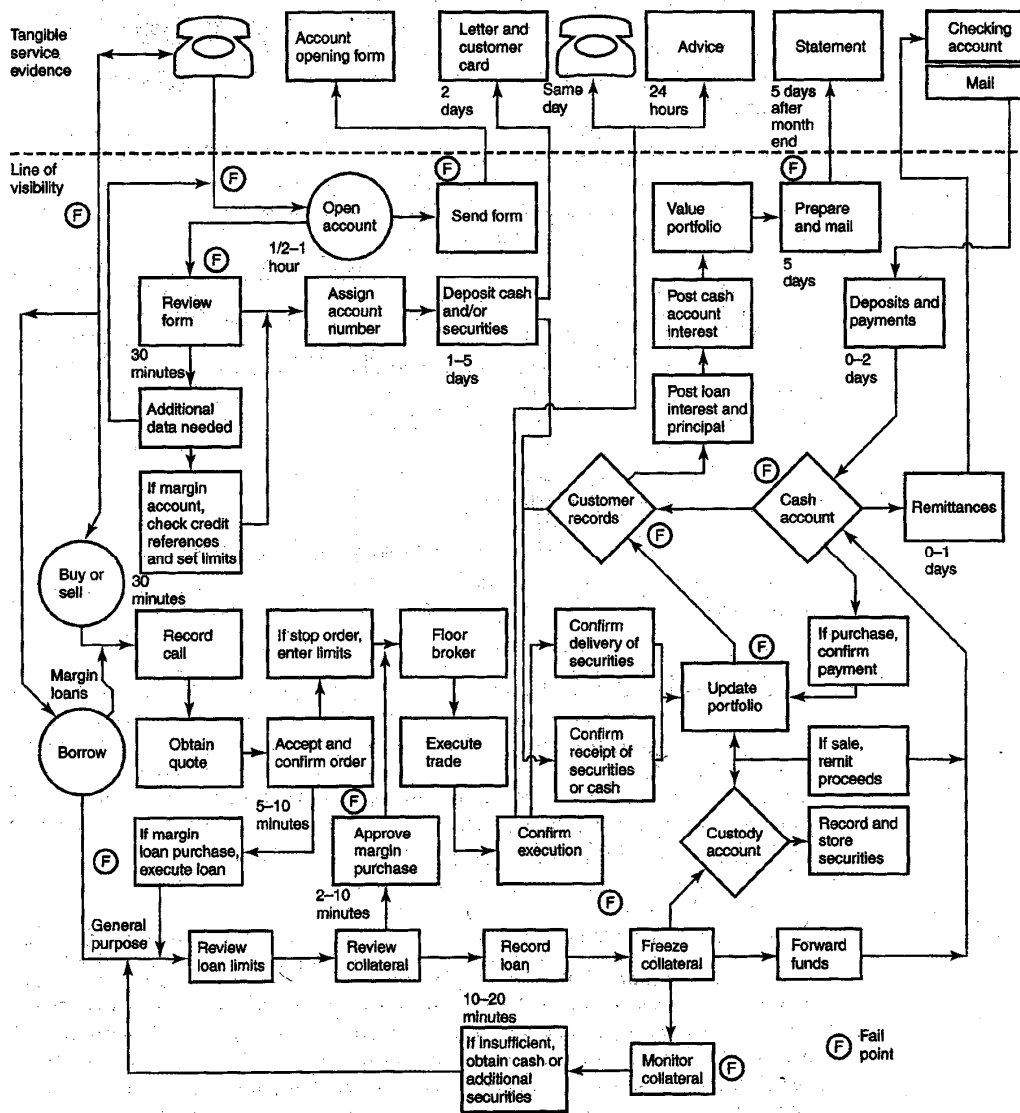 Tangible
service
evidence
Account
opening form
Letter and
customer
card
2
days
Same
day
Advice
24
hours
Statement
5 days
after
month
end
Checking
account
Mail
Line of
visibility
F
F
Open
account
F
Send form
Value
portfolio
F
Prepare
and mail
5
days
F
1/2–1
hour
Review
form
30
minutes
Assign
account
number
Deposit cash
and/or
securities
1–5
days
Post cash
account
interest
Deposits and
payments
0–2
days
Additional
data needed
Post loan
interest and
principal
If margin
account,
check credit
references
and set limits
Customer
records
F
F
Cash
account
Remittances
0–1
days
Buy or
sell
30
minutes
Record
call
If stop order,
enter limits
Floor
broker
Confirm
delivery of
securities
F
Update
portfolio
If purchase,
confirm
payment
Margin
loans
Borrow
Obtain
quote
Accept and
confirm order
5–10
minutes
Execute
trade
Confirm
receipt of
securities
or cash
If sale,
remit
proceeds
F
If margin
loan purchase,
execute loan
F
Approve
margin
purchase
2–10
minutes
Confirm
execution
F
Custody
account
Record and
store
securities
General
purpose
Review
loan limits
Review
collateral
Record
loan
Freeze
collateral
Forward
funds
10–20
minutes
If insufficient,
obtain cash or
additional
securities
Monitor
collateral
F
F Fail
point